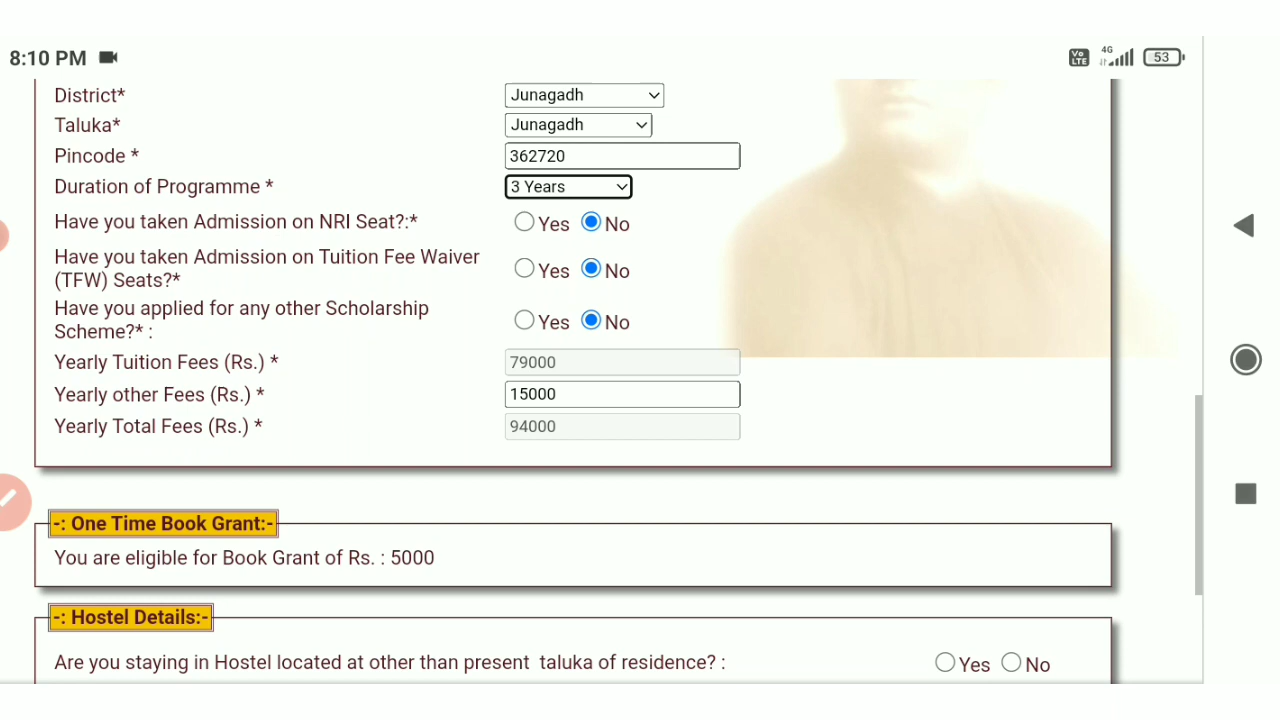 8:10 PM Vo LTE 4G 53
District* Junagadh
Taluka* Junagadh
Pincode * 362720
Duration of Programme * 3 Years
Have you taken Admission on NRI Seat?:* Yes No
Have you taken Admission on Tuition Fee Waiver
(TFW) Seats?* Yes No
Have you applied for any other Scholarship
Scheme?* : Yes No
Yearly Tuition Fees (Rs.) * 79000
Yearly other Fees (Rs.) * 15000
Yearly Total Fees (Rs.) * 94000
-: One Time Book Grant:-
You are eligible for Book Grant of Rs. : 5000
-: Hostel Details:-
Are you staying in Hostel located at other than present taluka of residence? : Yes No